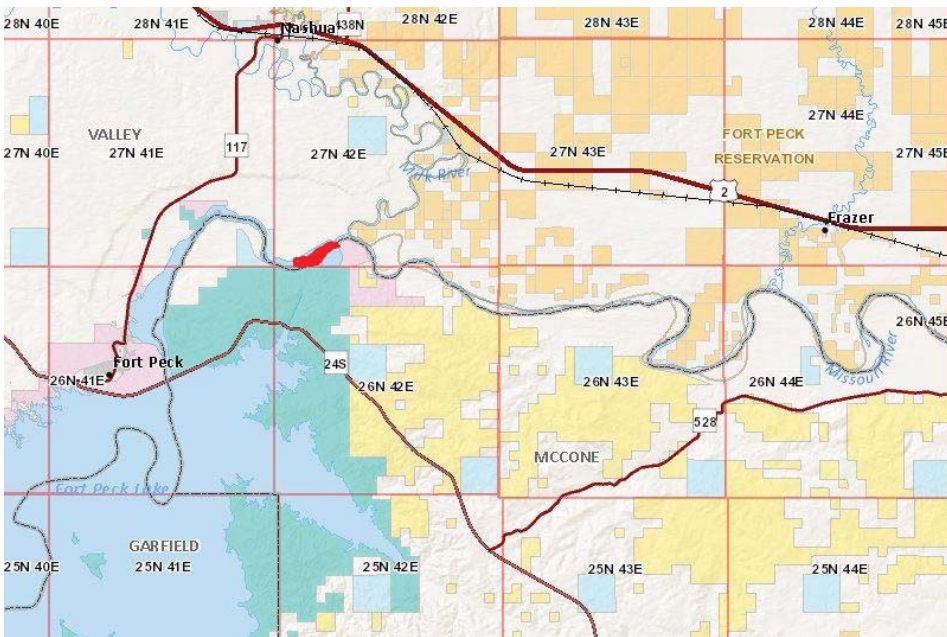 28N 40E
28N 41E
438N
28N 42E
28N 43E
28N 44E
28N 45E
Nashua
VALLEY
117
27N 40E
27N 41E
27N 42E
Milk River
27N 43E
FORT PECK
RESERVATION
27N 44E
27N 45E
2
Frazer
Fort Peck
26N 41E
24S
26N 42E
26N 43E
26N 44E
26N 45E
Missouri River
528
MCCONE
Fort Peck Lake
GARFIELD
25N 40E
25N 41E
25N 42E
25N 43E
25N 44E